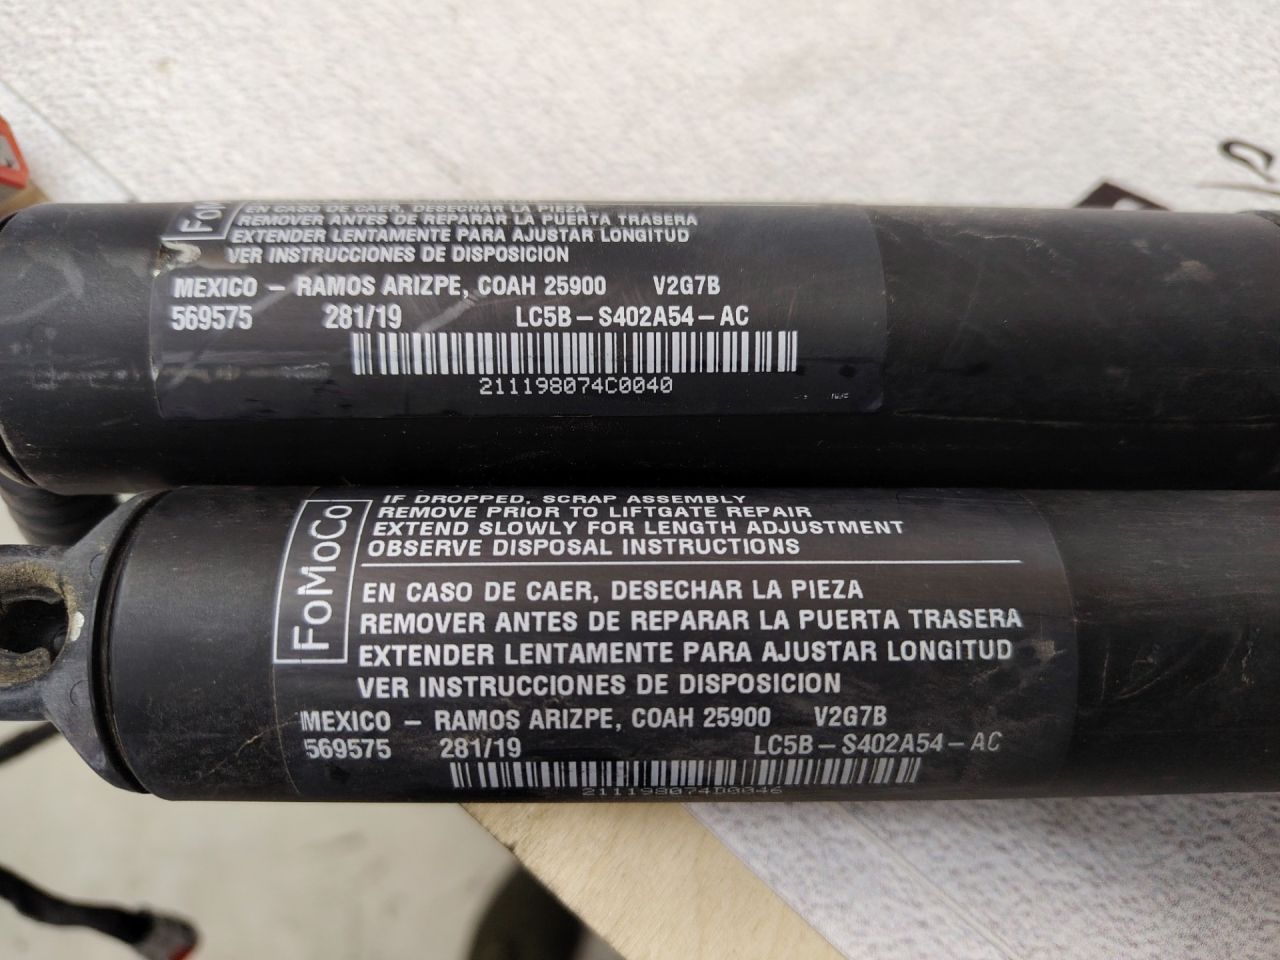 FoM
EN CASO DE CAER, DESECHAR LA PIEZA
REMOVER ANTES DE REPARAR LA PUERTA TRASERA
EXTENDER LENTAMENTE PARA AJUSTAR LONGITUD
VER INSTRUCCIONES DE DISPOSICION
MEXICO – RAMOS ARIZPE, COAH 25900 V2G7B
569575 281/19 LC5B – S402A54 – AC
211198074C0040
FoMoCo
IF DROPPED, SCRAP ASSEMBLY
REMOVE PRIOR TO LIFTGATE REPAIR
EXTEND SLOWLY FOR LENGTH ADJUSTMENT
OBSERVE DISPOSAL INSTRUCTIONS
EN CASO DE CAER, DESECHAR LA PIEZA
REMOVER ANTES DE REPARAR LA PUERTA TRASERA
EXTENDER LENTAMENTE PARA AJUSTAR LONGITUD
VER INSTRUCCIONES DE DISPOSICION
MEXICO – RAMOS ARIZPE, COAH 25900 V2G7B
569575 281/19 LC5B – S402A54 – AC
211198074D0046